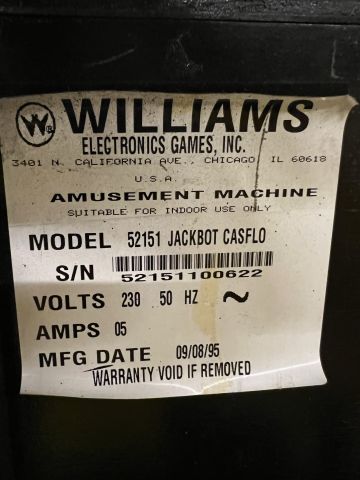 W ®
WILLIAMS
ELECTRONICS GAMES, INC.
3401 N. CALIFORNIA AVE., CHICAGO, IL 60618
U.S.A.
AMUSEMENT MACHINE
SUITABLE FOR INDOOR USE ONLY
MODEL 52151 JACKBOT CASFLO
S/N 52151100622
VOLTS 230 50 HZ ~
AMPS 05
MFG DATE 09/08/95
WARRANTY VOID IF REMOVED